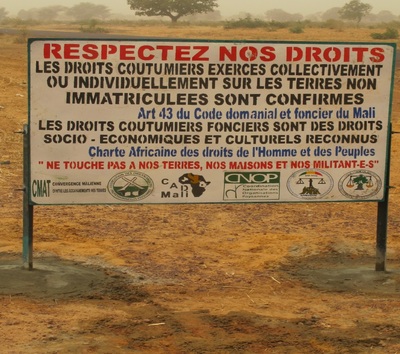 RESPECTEZ NOS DROITS
LES DROITS COUTUMIERS EXERCES COLLECTIVEMENT
OU INDIVIDUELLEMENT SUR LES TERRES NON
IMMATRICULEES SONT CONFIRMES
Art 43 du Code domanial et foncier du Mali
LES DROITS COUTUMIERS FONCIERS SONT DES DROITS
SOCIO - ECONOMIQUES ET CULTURELS RECONNUS
Charte Africaine des droits de l'Homme et des Peuples
" NE TOUCHE PAS A NOS TERRES, NOS MAISONS ET NOS MILITANT-E-S"
CMAT CONVERGENCE MALIENNE
CAD Mali
CNOP